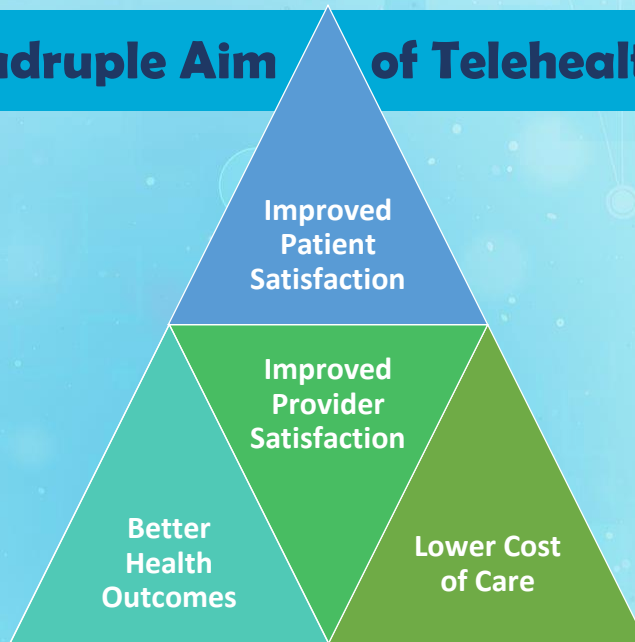 adruple Aim of Telehealt
Improved
Patient
Satisfaction
Improved
Provider
Satisfaction
Better
Health
Outcomes
Lower Cost
of Care